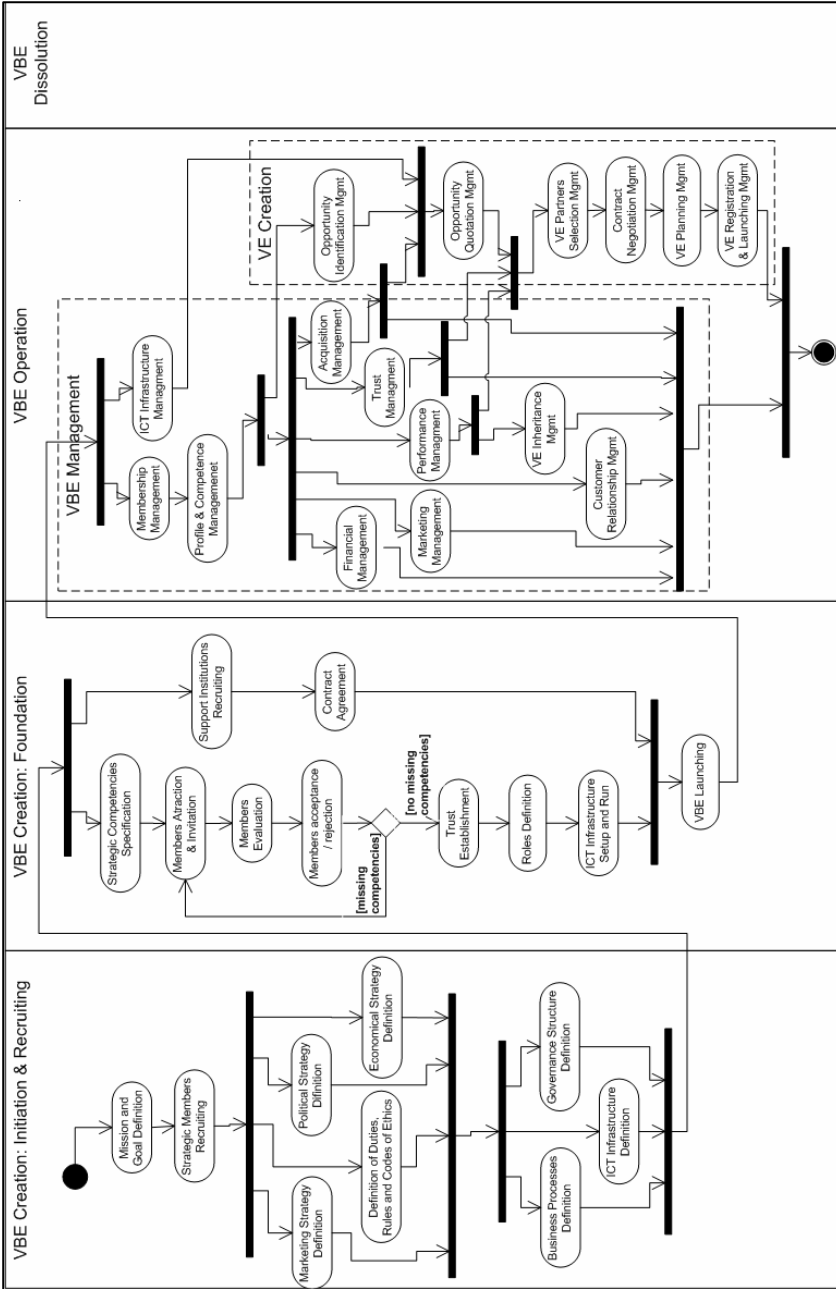 VBE Creation: Initiation & Recruiting
Mission and
Goal Definition
Strategic Members
Recruiting
Marketing Strategy
Definition
Definition of Duties,
Rules and Codes of Ethics
Political Strategy
Difinition
Economical Strategy
Definition
Business Processes
Definition
ICT Infrastructure
Definition
Governance Structure
Definition
VBE Creation: Foundation
Strategic Competencies
Specification
Members Atraction
& Invitation
Members
Evaluation
Members acceptance
/ rejection
[missing
competencies]
[no missing
competencies]
Trust
Establishment
Roles Definition
ICT Infrastructure
Setup and Run
Support Institutions
Recruiting
Contract
Agreement
VBE Launching
VBE Operation
VBE Management
Membership
Management
ICT Infrastructure
Managment
Profile & Competence
Managemenet
Financial
Management
Marketing
Management
Customer
Relationship Mgmt
Performance
Managment
VE Inheritance
Mgmt
Trust
Managment
Acquisition
Management
VE Creation
Opportunity
Identification Mgmt
Opportunity
Quotation Mgmt
VE Partners
Selection Mgmt
Contract
Negotiation Mgmt
VE Planning Mgmt
VE Registration
& Launching Mgmt
VBE
Dissolution